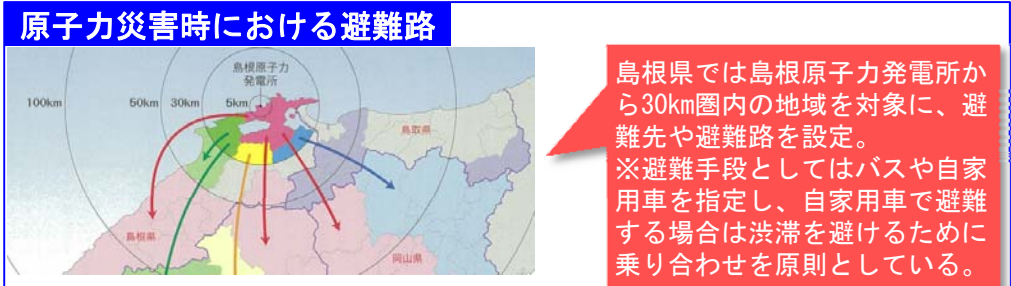 原子力災害時における避難路
島根原子力
発電所
100km
50km
30km
5km
鳥取県
島根県
岡山県
島根県では島根原子力発電所か
ら30km圏内の地域を対象に、避
難先や避難路を設定。
※避難手段としてはバスや自家
用車を指定し、自家用車で避難
する場合は渋滞を避けるために
乗り合わせを原則としている。